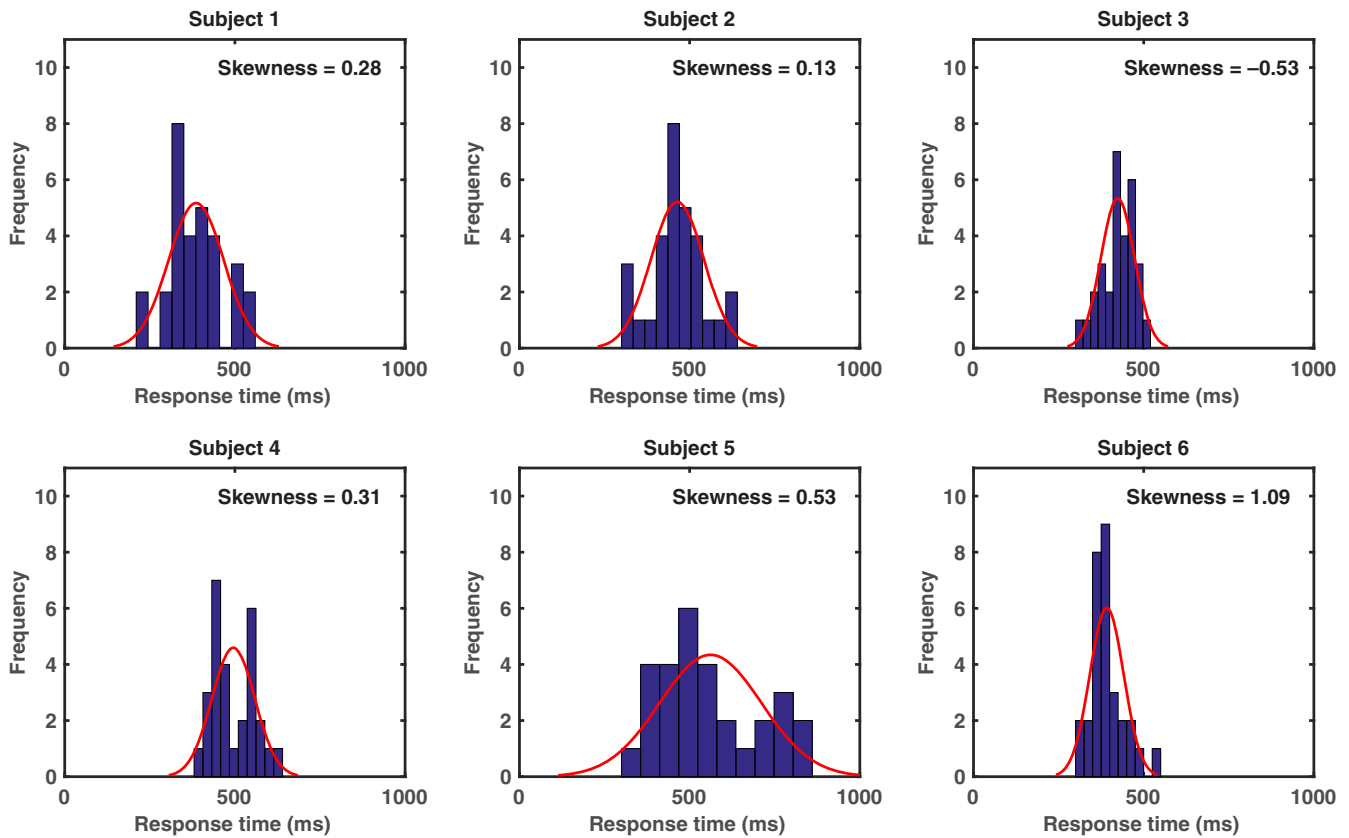 Subject 1
Skewness = 0.28
10
8
6
4
2
0
Frequency
0 500 1000
Response time (ms)
Subject 2
Skewness = 0.13
10
8
6
4
2
0
Frequency
0 500 1000
Response time (ms)
Subject 3
Skewness = –0.53
10
8
6
4
2
0
Frequency
0 500 1000
Response time (ms)
Subject 4
Skewness = 0.31
10
8
6
4
2
0
Frequency
0 500 1000
Response time (ms)
Subject 5
Skewness = 0.53
10
8
6
4
2
0
Frequency
0 500 1000
Response time (ms)
Subject 6
Skewness = 1.09
10
8
6
4
2
0
Frequency
0 500 1000
Response time (ms)